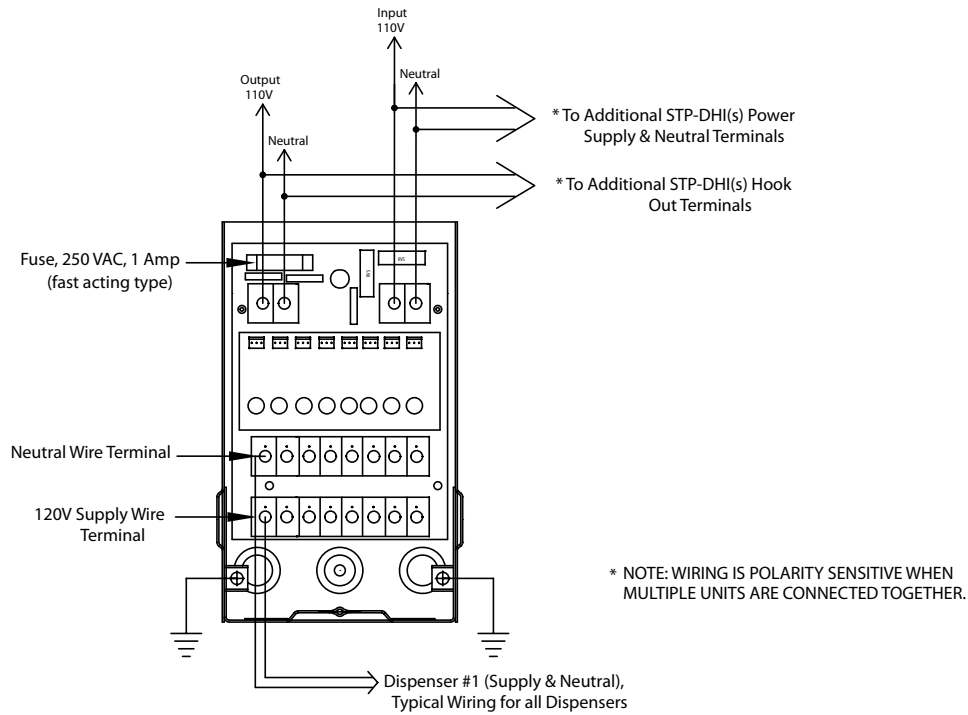 Input
110V
Neutral
Output
110V
Neutral
* To Additional STP-DHI(s) Power
Supply & Neutral Terminals
* To Additional STP-DHI(s) Hook
Out Terminals
Fuse, 250 VAC, 1 Amp
(fast acting type)
Neutral Wire Terminal
120V Supply Wire
Terminal
* NOTE: WIRING IS POLARITY SENSITIVE WHEN
MULTIPLE UNITS ARE CONNECTED TOGETHER.
Dispenser #1 (Supply & Neutral),
Typical Wiring for all Dispensers